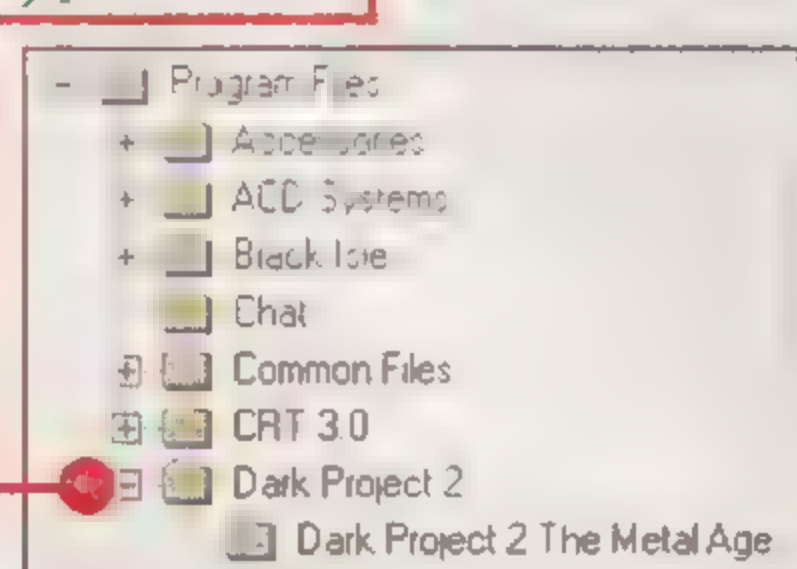 Program Files
Accessories
ACD Systems
Black Isle
Chat
Common Files
CRT 3.0
Dark Project 2
Dark Project 2 The Metal Age